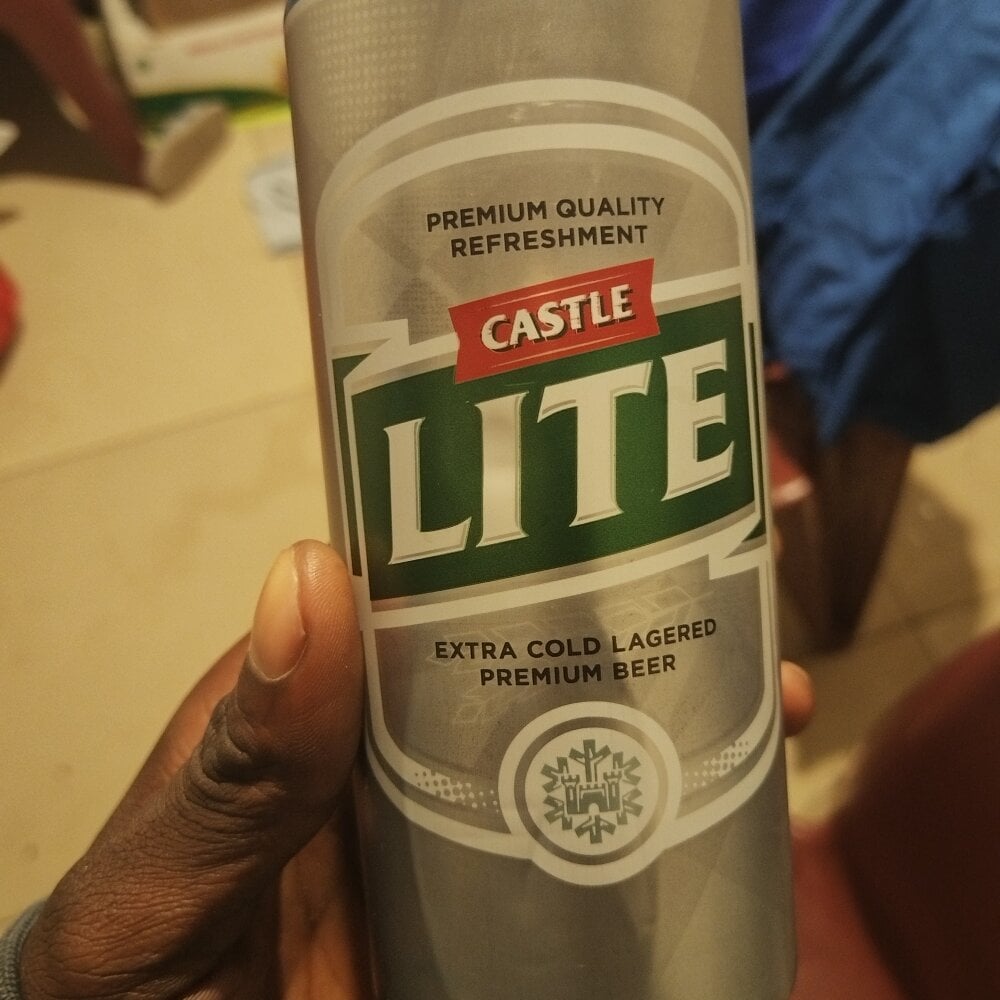 PREMIUM QUALITY
REFRESHMENT
CASTLE
LITE
EXTRA COLD LAGERED
PREMIUM BEER